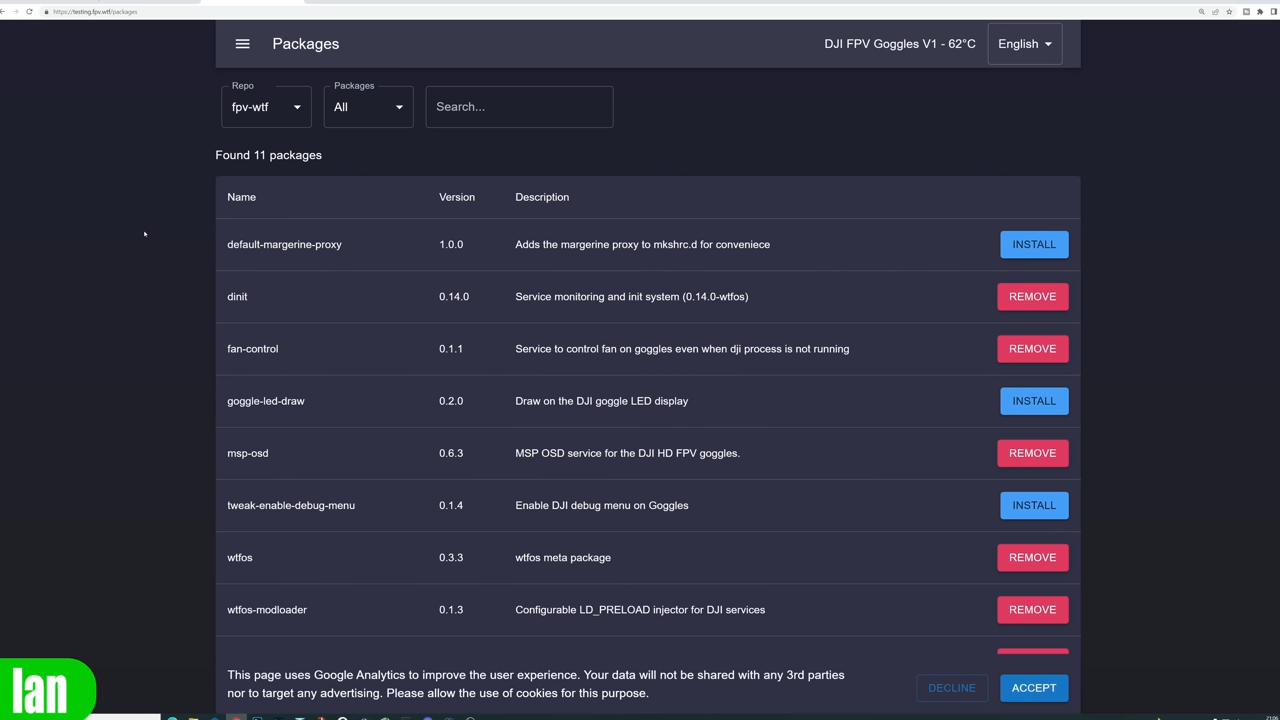 https://testing.fpv.wtf/packages
Packages
DJI FPV Goggles V1 - 62°C
English
Repo
fpv-wtf
Packages
All
Search...
Found 11 packages
Name Version Description
default-margerine-proxy 1.0.0 Adds the margerine proxy to mkshrc.d for conveniece INSTALL
dinit 0.14.0 Service monitoring and init system (0.14.0-wtfos) REMOVE
fan-control 0.1.1 Service to control fan on goggles even when dji process is not running REMOVE
goggle-led-draw 0.2.0 Draw on the DJI goggle LED display INSTALL
msp-osd 0.6.3 MSP OSD service for the DJI HD FPV goggles. REMOVE
tweak-enable-debug-menu 0.1.4 Enable DJI debug menu on Goggles INSTALL
wtfos 0.3.3 wtfos meta package REMOVE
wtfos-modloader 0.1.3 Configurable LD_PRELOAD injector for DJI services REMOVE
This page uses Google Analytics to improve the user experience. Your data will not be shared with any 3rd parties
nor to target any advertising. Please allow the use of cookies for this purpose.
DECLINE ACCEPT
Ian
21:06